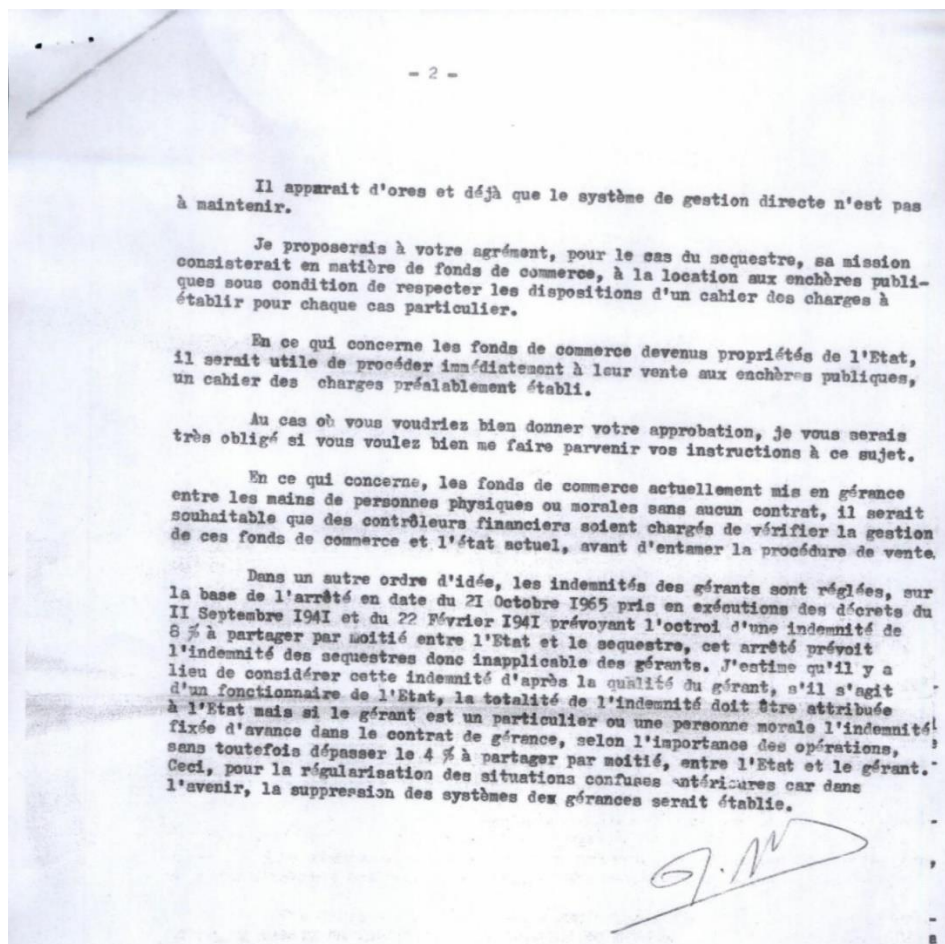 - 2 -
Il apparait d'ores et déjà que le système de gestion directe n'est pas
à maintenir.
Je proposerais à votre agrément, pour le cas du sequestre, sa mission
consisterait en matière de fonds de commerce, à la location aux enchères publi-
ques sous condition de respecter les dispositions d'un cahier des charges à
établir pour chaque cas particulier.
En ce qui concerne les fonds de commerce devenus propriétés de l'Etat,
il serait utile de procéder immédiatement à leur vente aux enchères publiques,
un cahier des charges préalablement établi.
Au cas où vous voudriez bien donner votre approbation, je vous serais
très obligé si vous voulez bien me faire parvenir vos instructions à ce sujet.
En ce qui concerne, les fonds de commerce actuellement mis en gérance
entre les mains de personnes physiques ou morales sans aucun contrat, il serait
souhaitable que des contrôleurs financiers soient chargés de vérifier la gestion
de ces fonds de commerce et l'état actuel, avant d'entamer la procédure de vente.
Dans un autre ordre d'idée, les indemnités des gérants sont réglées, sur
la base de l'arrêté en date du 2I Octobre I965 pris en exécutions des décrets du
II Septembre I94I et du 22 Février I94I prévoyant l'octroi d'une indemnité de
8 % à partager par moitié entre l'Etat et le sequestre, cet arrêté prévoit
l'indemnité des sequestres donc inapplicable des gérants. J'estime qu'il y a
lieu de considérer cette indemnité d'après la qualité du gérant, s'il s'agit
d'un fonctionnaire de l'Etat, la totalité de l'indemnité doit être attribuée
à l'Etat mais si le gérant est un particulier ou une personne morale l'indemnité
fixée d'avance dans le contrat de gérance, selon l'importance des opérations,
sans toutefois dépasser le 4 % à partager par moitié, entre l'Etat et le gérant.
Ceci, pour la régularisation des situations confuses antérieures car dans
l'avenir, la suppression des systèmes des gérances serait établie.